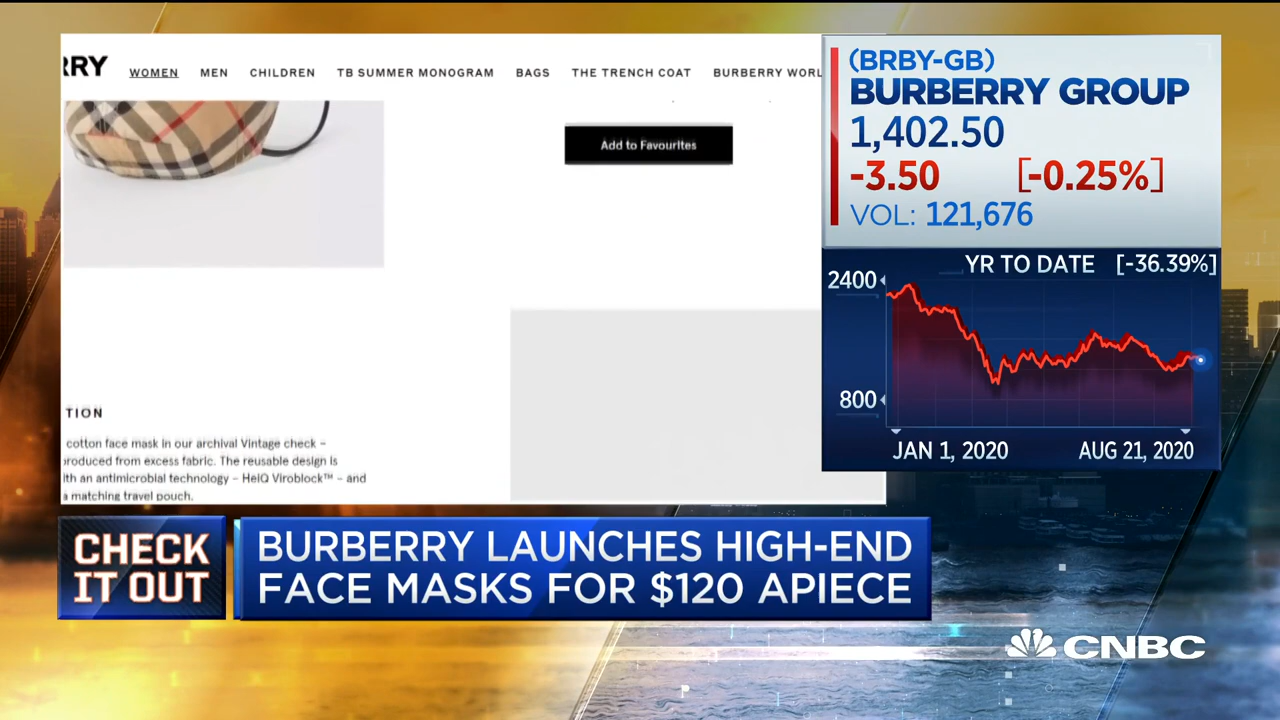 RRY WOMEN MEN CHILDREN TB SUMMER MONOGRAM BAGS THE TRENCH COAT BURBERRY WORL
Add to Favourites
TION
cotton face mask in our archival Vintage check –
produced from excess fabric. The reusable design is
ith an antimicrobial technology – HeiQ Viroblock™ – and
a matching travel pouch.
(BRBY-GB)
BURBERRY GROUP
1,402.50
-3.50 [-0.25%]
VOL: 121,676
YR TO DATE [-36.39%]
2400
800
JAN 1, 2020 AUG 21, 2020
CHECK
IT OUT
BURBERRY LAUNCHES HIGH-END
FACE MASKS FOR $120 APIECE
CNBC